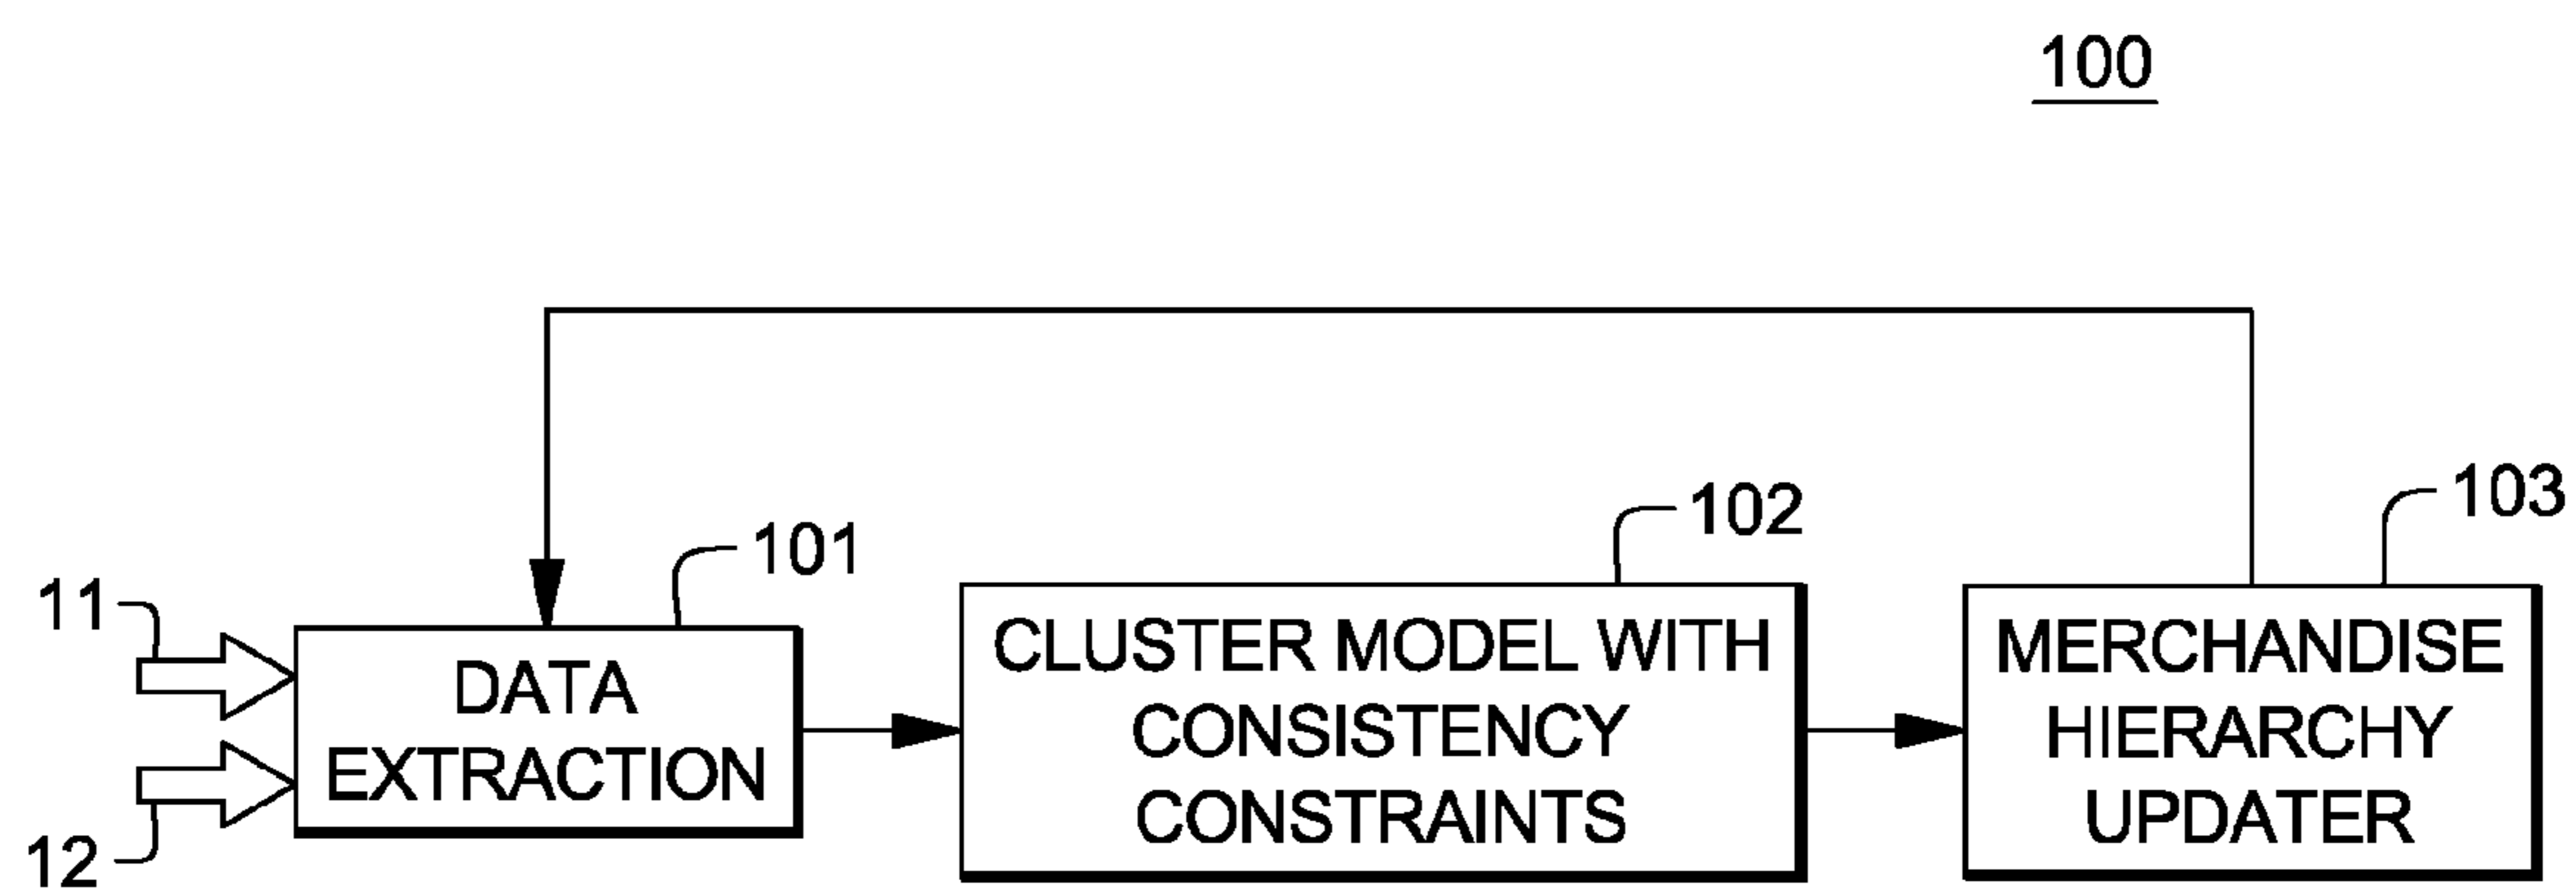 100
101
102
103
11
12
DATA
EXTRACTION
CLUSTER MODEL WITH
CONSISTENCY
CONSTRAINTS
MERCHANDISE
HIERARCHY
UPDATER